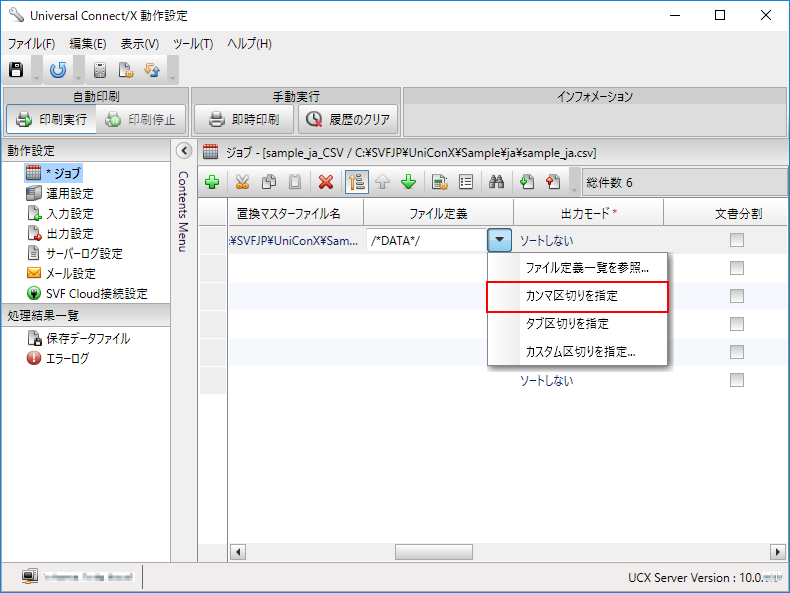 Universal Connect/X 動作設定
ファイル(F) 編集(E) 表示(V) ツール(T) ヘルプ(H)
自動印刷 手動実行 インフォメーション
印刷実行 印刷停止 即時印刷 履歴のクリア
動作設定
* ジョブ
運用設定
入力設定
出力設定
サーバーログ設定
メール設定
SVF Cloud接続設定
処理結果一覧
保存データファイル
エラーログ
Contents Menu
ジョブ - [sample_ja_CSV / C:¥SVFJP¥UniConX¥Sample¥ja¥sample_ja.csv]
総件数 6
置換マスターファイル名 ファイル定義 出力モード * 文書分割
:¥SVFJP¥UniConX¥Sam... /*DATA*/ ソートしない
ファイル定義一覧を参照...
カンマ区切りを指定
タブ区切りを指定
カスタム区切りを指定...
ソートしない
UCX Server Version : 10.0.